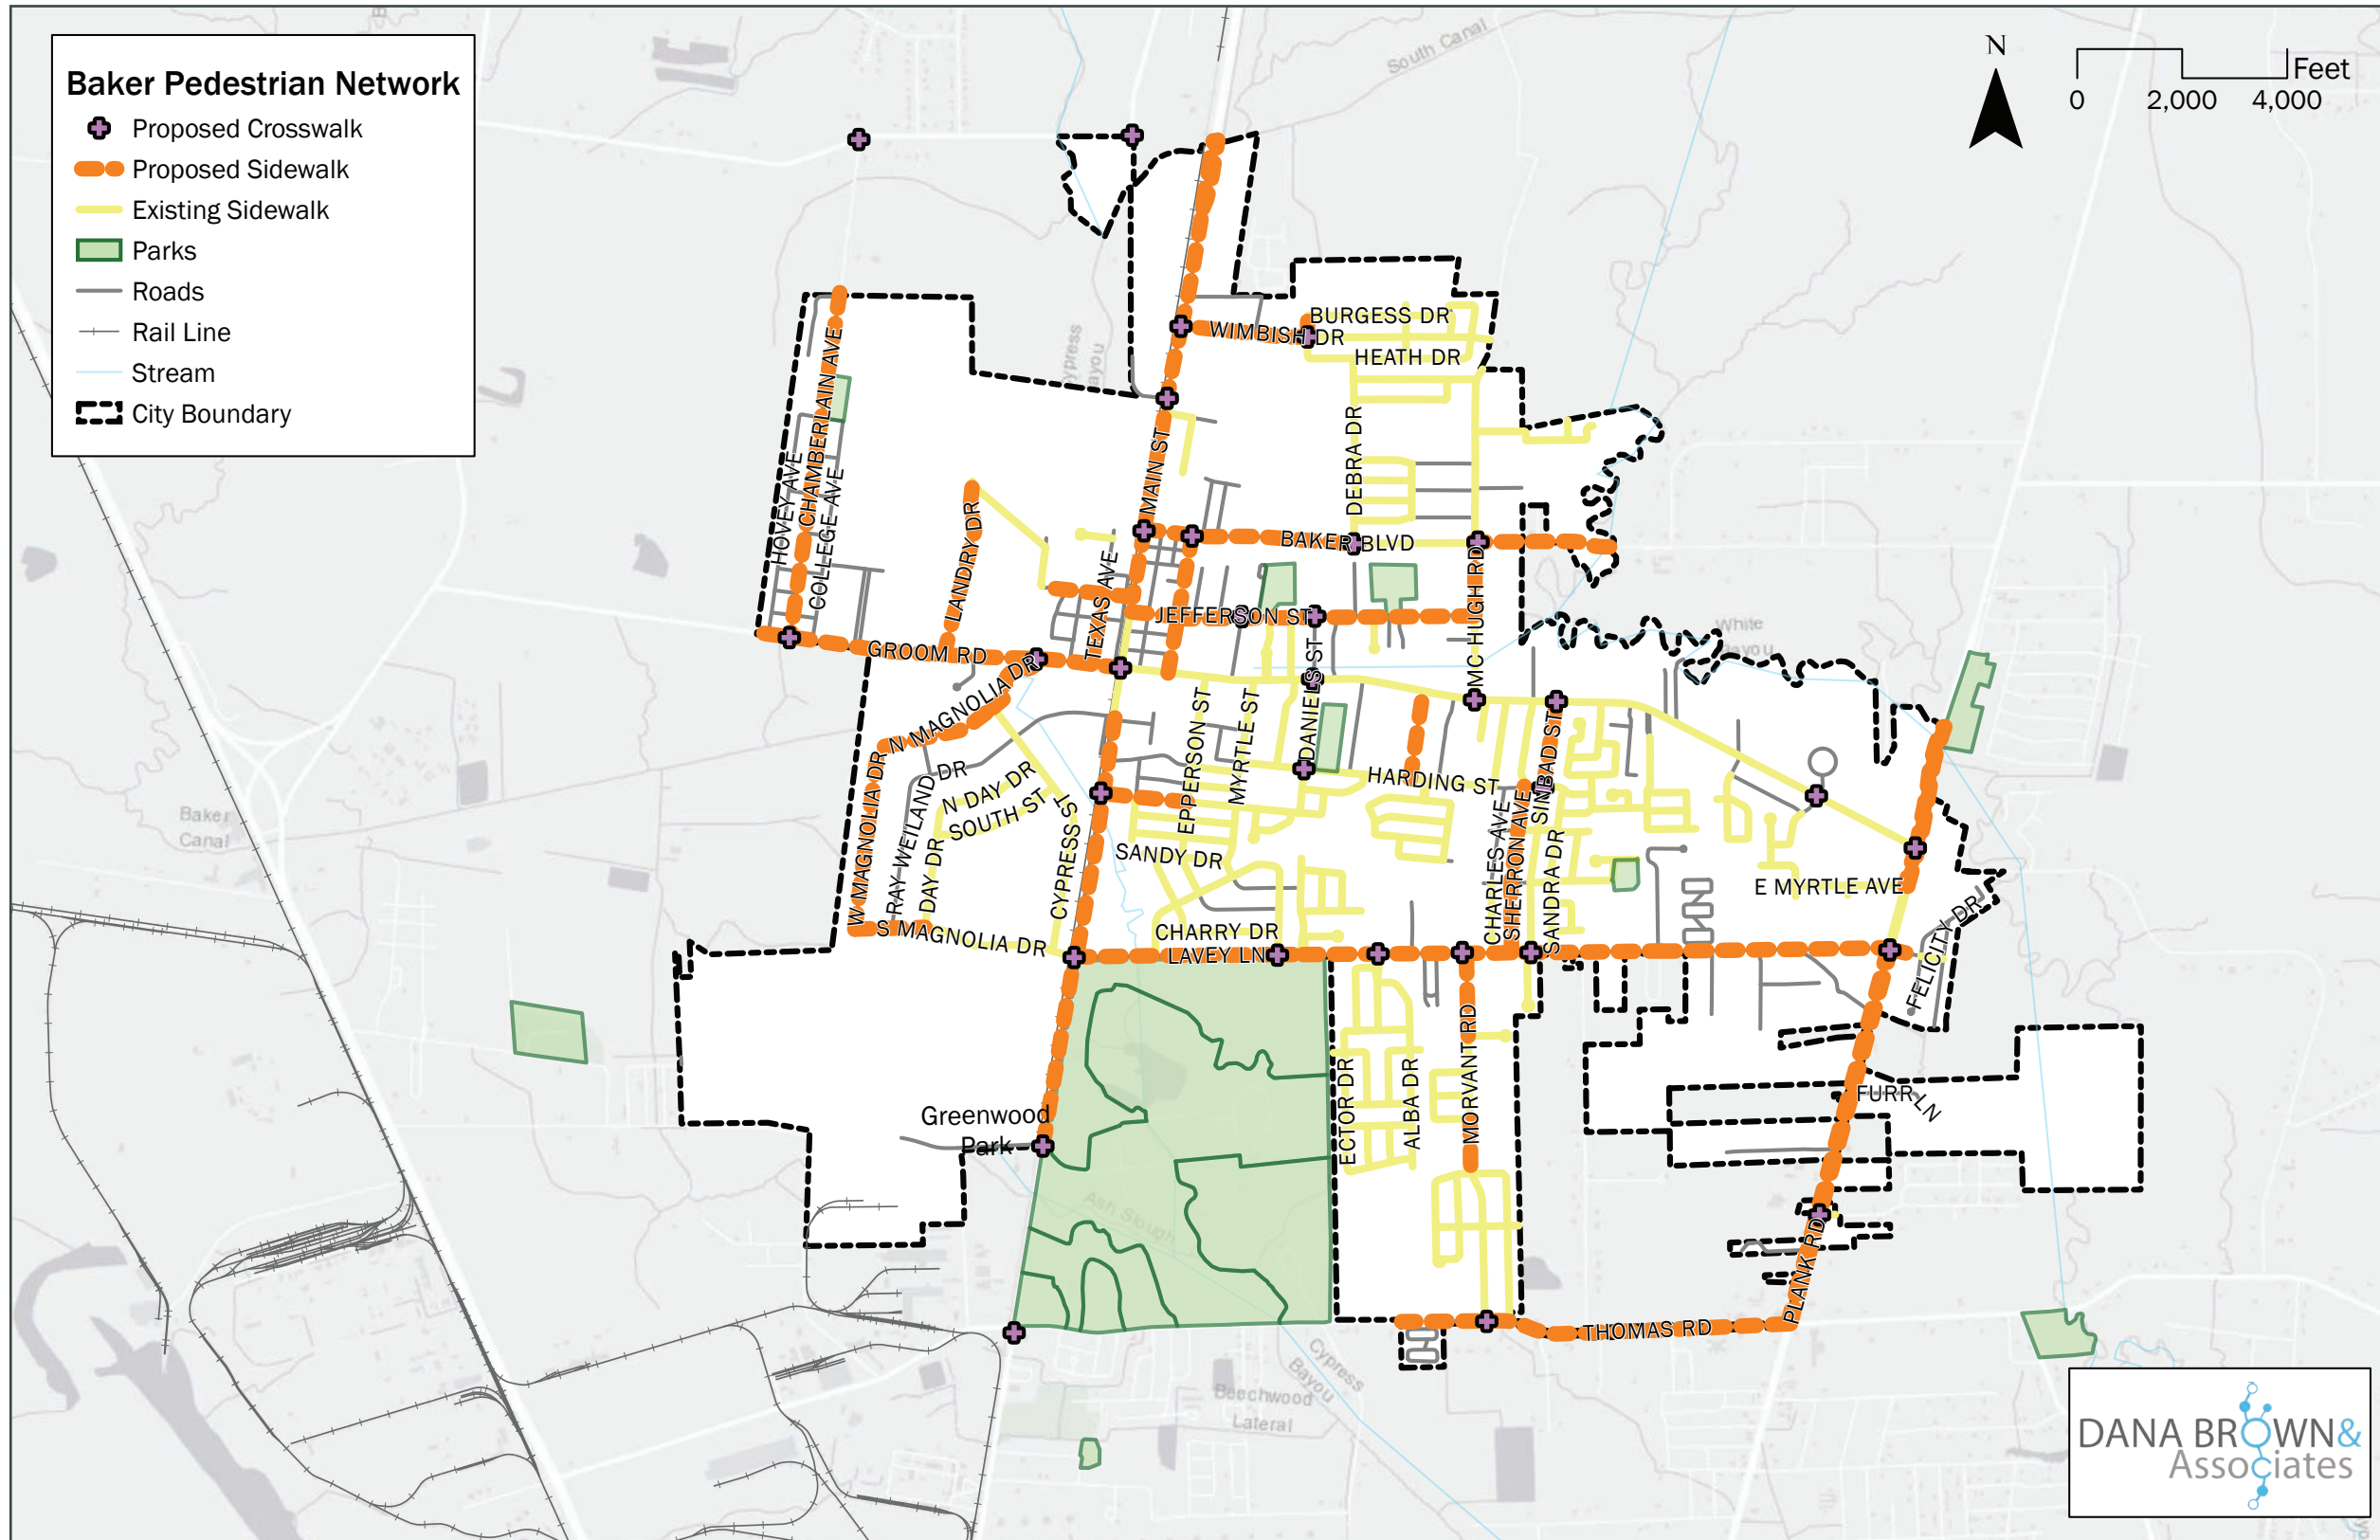 Baker Pedestrian Network
Proposed Crosswalk
Proposed Sidewalk
Existing Sidewalk
Parks
Roads
Rail Line
Stream
City Boundary
N
Feet
0 2,000 4,000
South Canal
BURGESS DR
WIMBISH DR
HEATH DR
CHAMBERLAIN AVE
HOVEY AVE
COLLEGE AVE
MAIN ST
DEBRA DR
LANDRY DR
BAKER BLVD
TEXAS AVE
JEFFERSON ST
MC HUGH RD
GROOM RD
White
Bayou
N MAGNOLIA DR
DANIELS ST
EPPERSON ST
MYRTLE ST
SINBAD ST
HARDING ST
W MAGNOLIA DR
RAY WEILAND DR
N DAY DR
SOUTH ST
DAY DR
CYPRESS ST
SANDY DR
CHARLES AVE
SHERRON AVE
SANDRA DR
E MYRTLE AVE
Baker
Canal
S MAGNOLIA DR
CHARRY DR
LAVEY LN
FELICITY DR
Greenwood
Park
ECTOR DR
ALBA DR
MORVANT RD
FURR LN
Ash Slough
PLANK RD
THOMAS RD
Cypress
Bayou
Beechwood
Lateral
DANA BROWN&
Associates